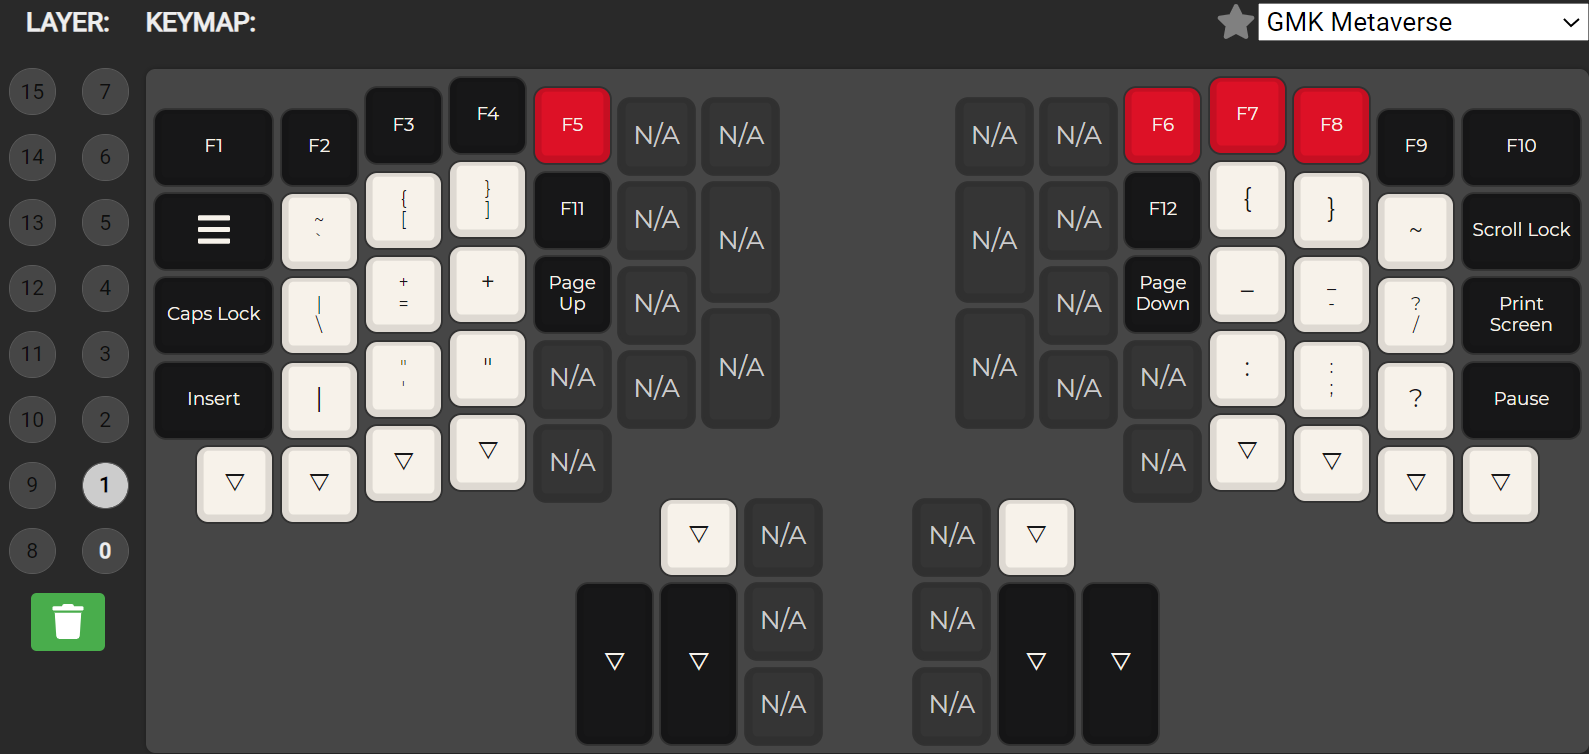 LAYER: KEYMAP: GMK Metaverse
15 7
14 6
13 5
12 4
11 3
10 2
9 1
8 0
F1 F2 F3 F4 F5 N/A N/A N/A N/A F6 F7 F8 F9 F10
~ ` { [ } ] F11 N/A N/A N/A N/A F12 { } ~ Scroll Lock
Caps Lock | \ + = + Page Up N/A Page Down N/A _ _ - ? / Print Screen
Insert | " ' " N/A N/A N/A N/A N/A N/A : : ; ? Pause
▽ ▽ ▽ ▽ N/A N/A ▽ ▽ ▽ ▽
▽ N/A N/A ▽
▽ ▽ N/A N/A ▽ ▽
N/A N/A